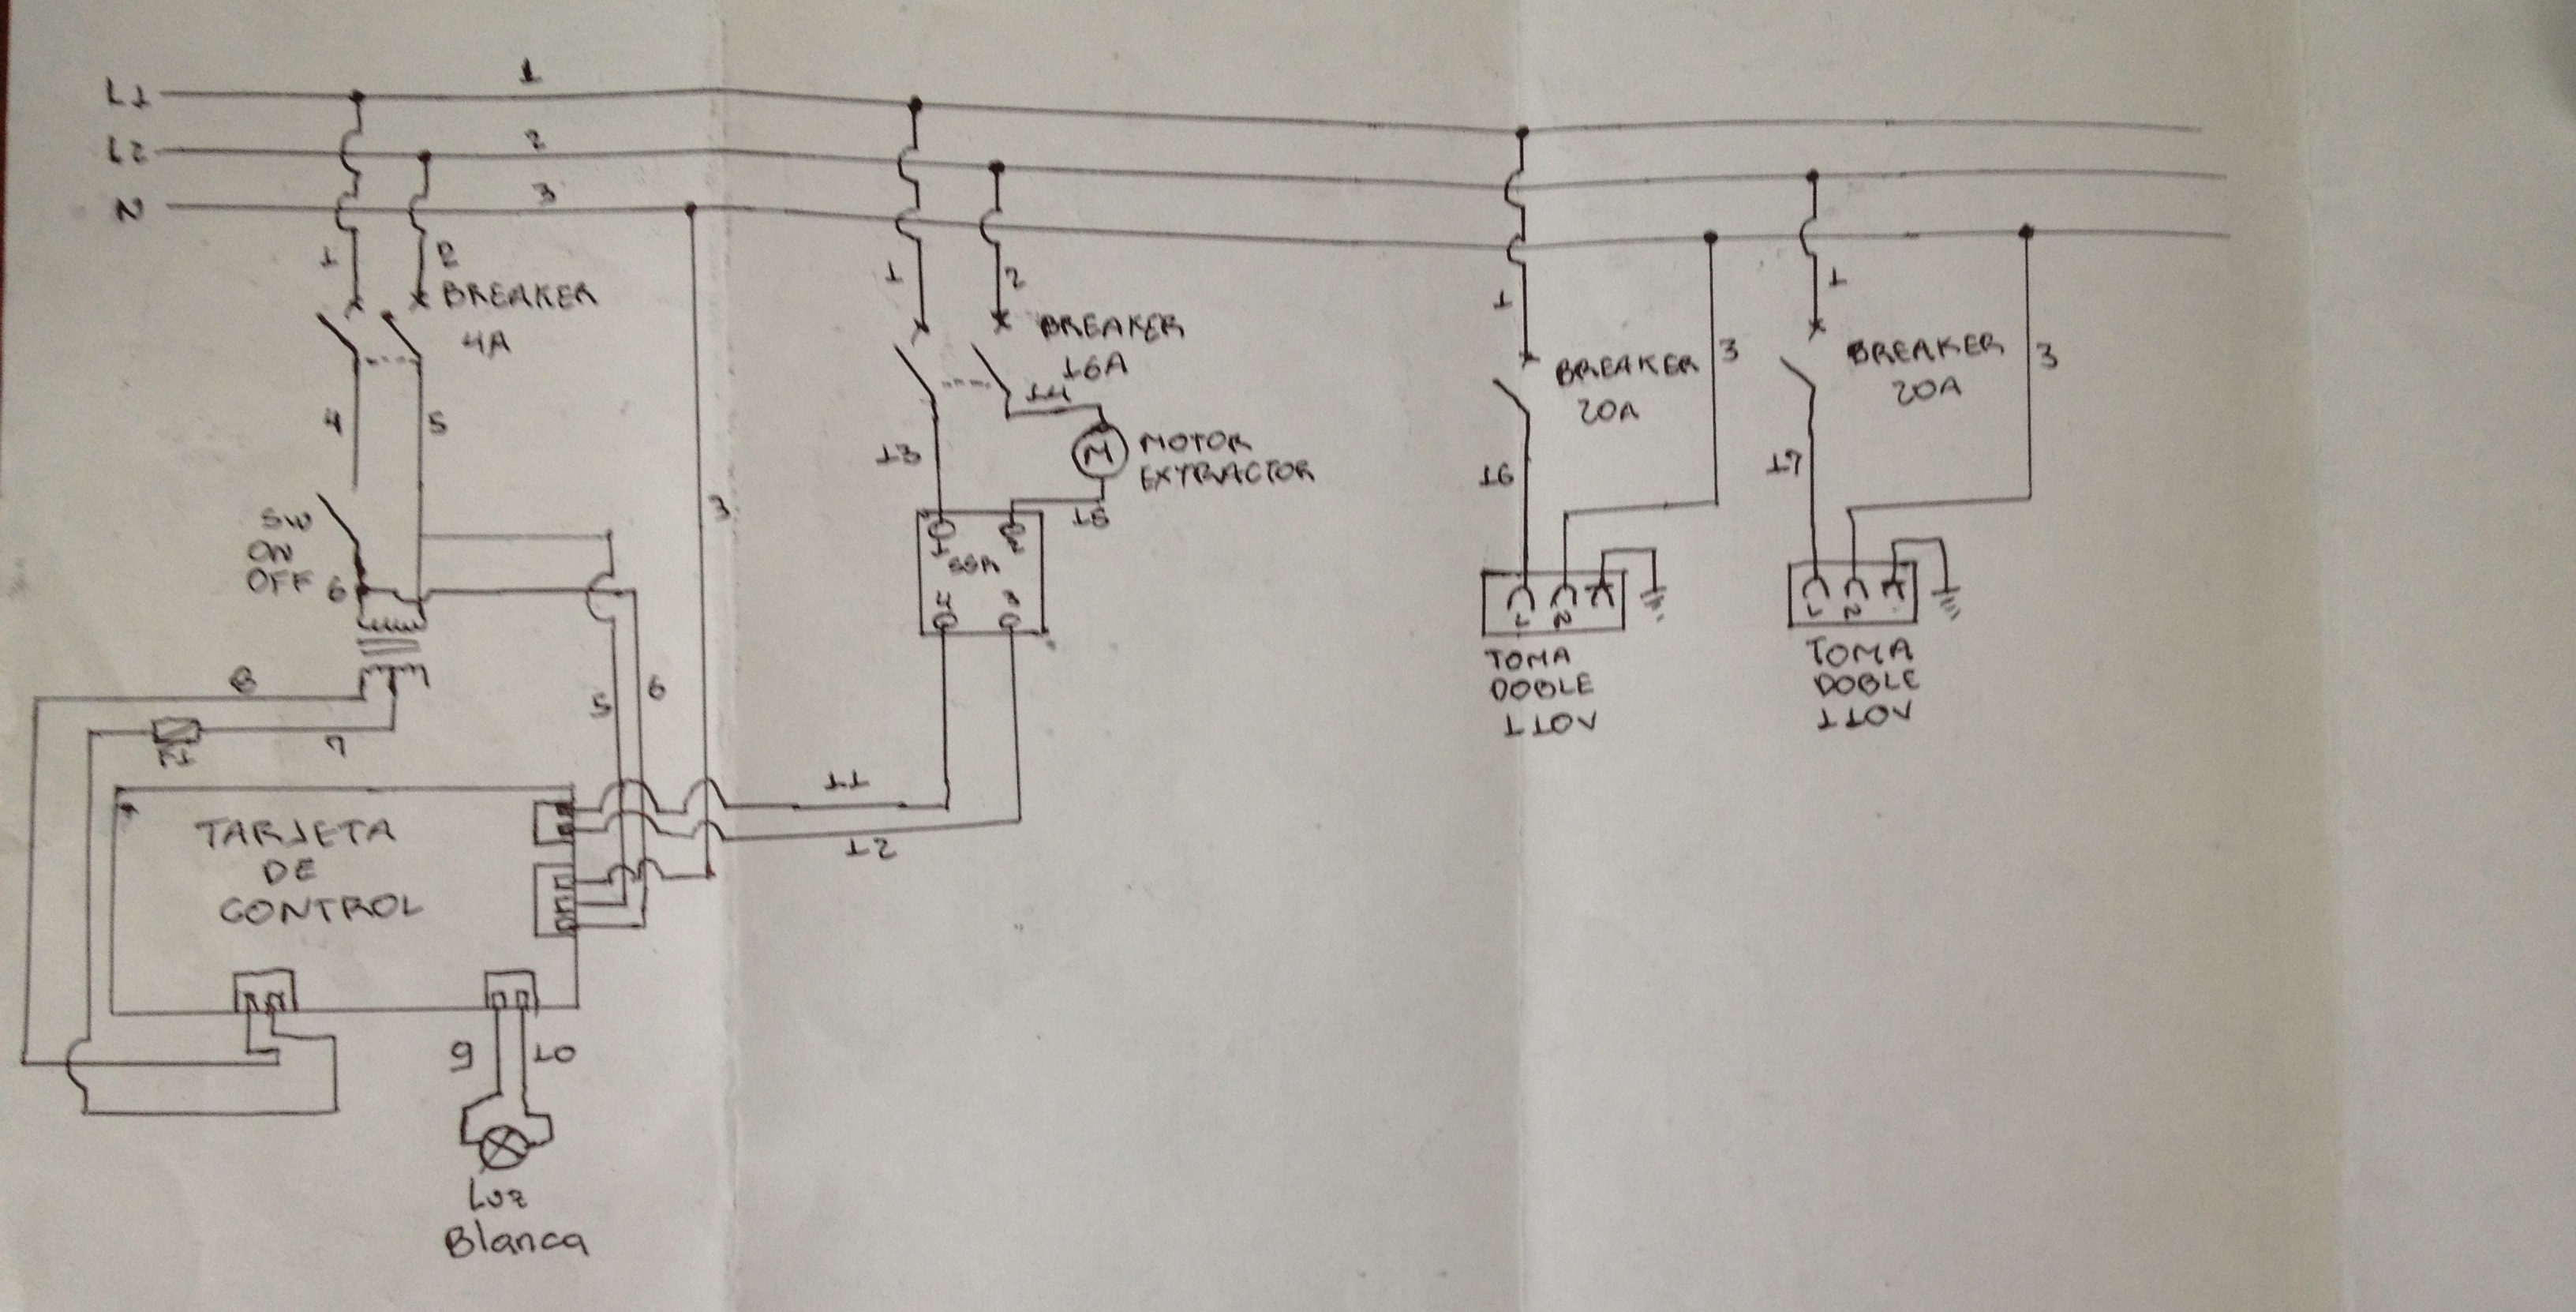 L1
L2
N
1
2
3
1
2
BREAKER
4A
4
5
SW
ON
OFF
6
8
7
F1
TARJETA
DE
CONTROL
5
6
3
9
10
Luz
Blanca
11
12
1
2
BREAKER
16A
13
14
SSR
1
2
4
3
15
M
MOTOR
EXTRACTOR
1
BREAKER
20A
16
3
L
N
TOMA
DOBLE
110V
1
BREAKER
20A
17
3
L
N
TOMA
DOBLE
110V